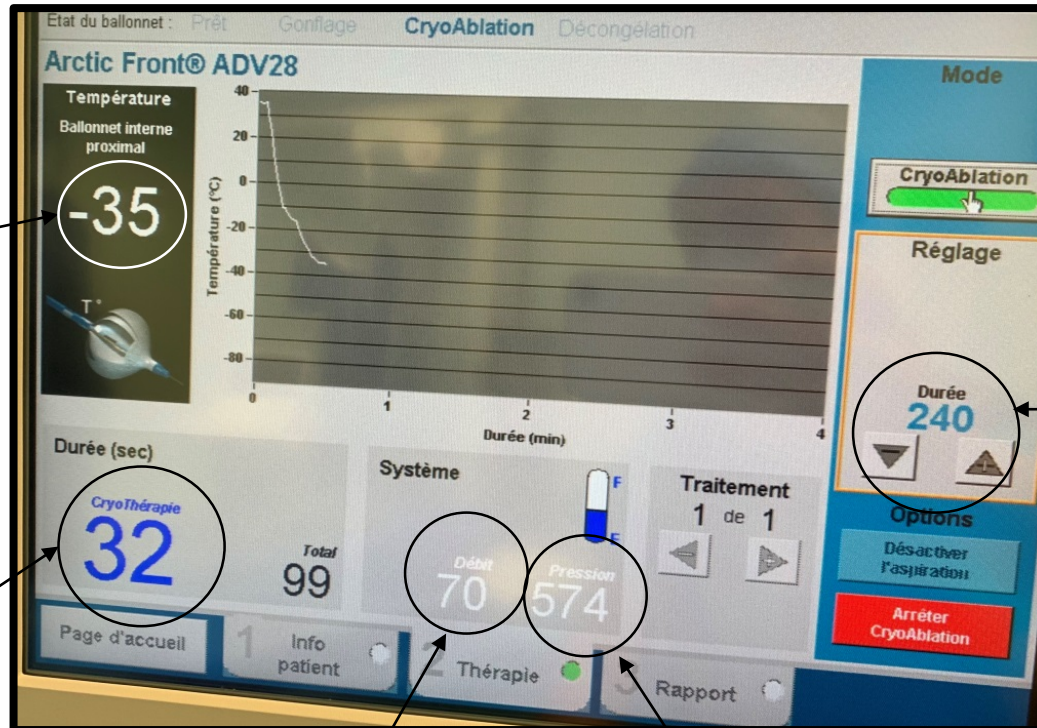 Etat du ballonnet : Prêt Gonflage CryoAblation Décongélation
Arctic Front® ADV28
Mode
Température
Ballonnet interne
proximal
-35
T°
40
20
0
-20
-40
-60
-80
Température (°C)
0 1 2 3 4
Durée (min)
CryoAblation
Réglage
Durée
240
Durée (sec)
CryoThérapie
32
Total
99
Système
F
E
Débit
70
Pression
574
Traitement
1 de 1
Options
Désactiver
l'aspiration
Arrêter
CryoAblation
Page d'accueil
1 Info
patient
2 Thérapie
3 Rapport